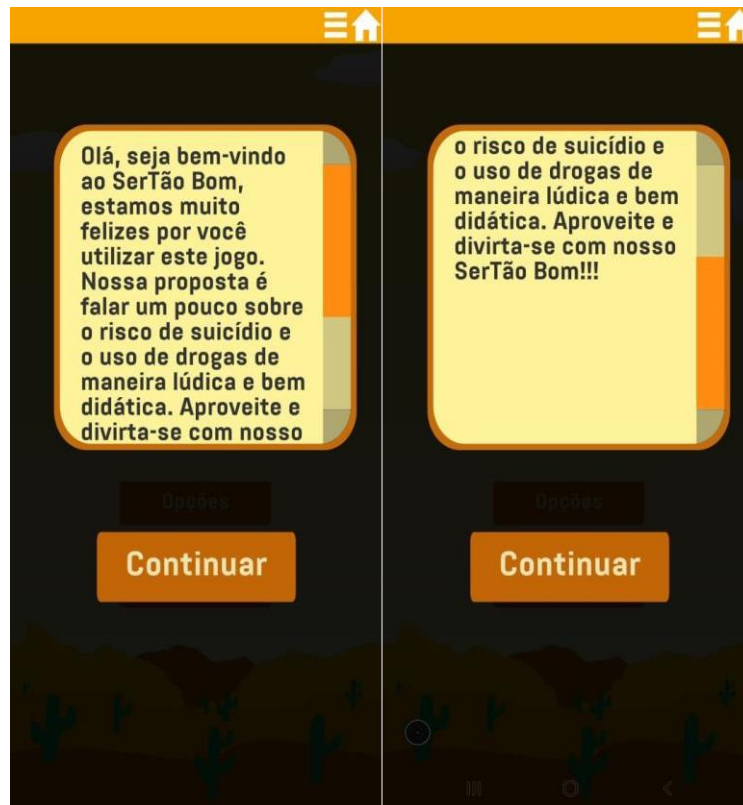 Olá, seja bem-vindo
ao SerTão Bom,
estamos muito
felizes por você
utilizar este jogo.
Nossa proposta é
falar um pouco sobre
o risco de suicídio e
o uso de drogas de
maneira lúdica e bem
didática. Aproveite e
divirta-se com nosso
Opções
Continuar
o risco de suicídio e
o uso de drogas de
maneira lúdica e bem
didática. Aproveite e
divirta-se com nosso
SerTão Bom!!!
Opções
Continuar